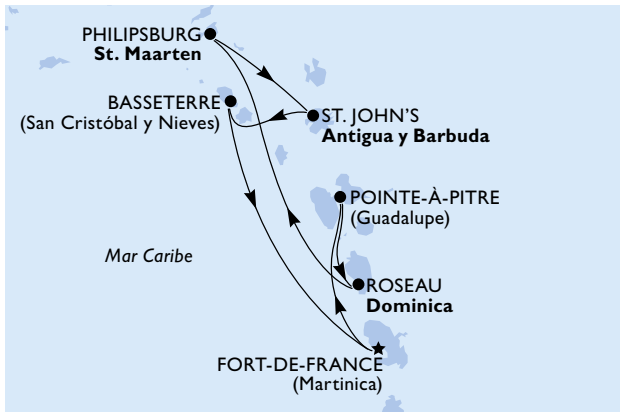 PHILIPSBURG
St. Maarten
BASSETERRE
(San Cristóbal y Nieves)
ST. JOHN'S
Antigua y Barbuda
POINTE-À-PITRE
(Guadalupe)
Mar Caribe
ROSEAU
Dominica
FORT-DE-FRANCE
(Martinica)